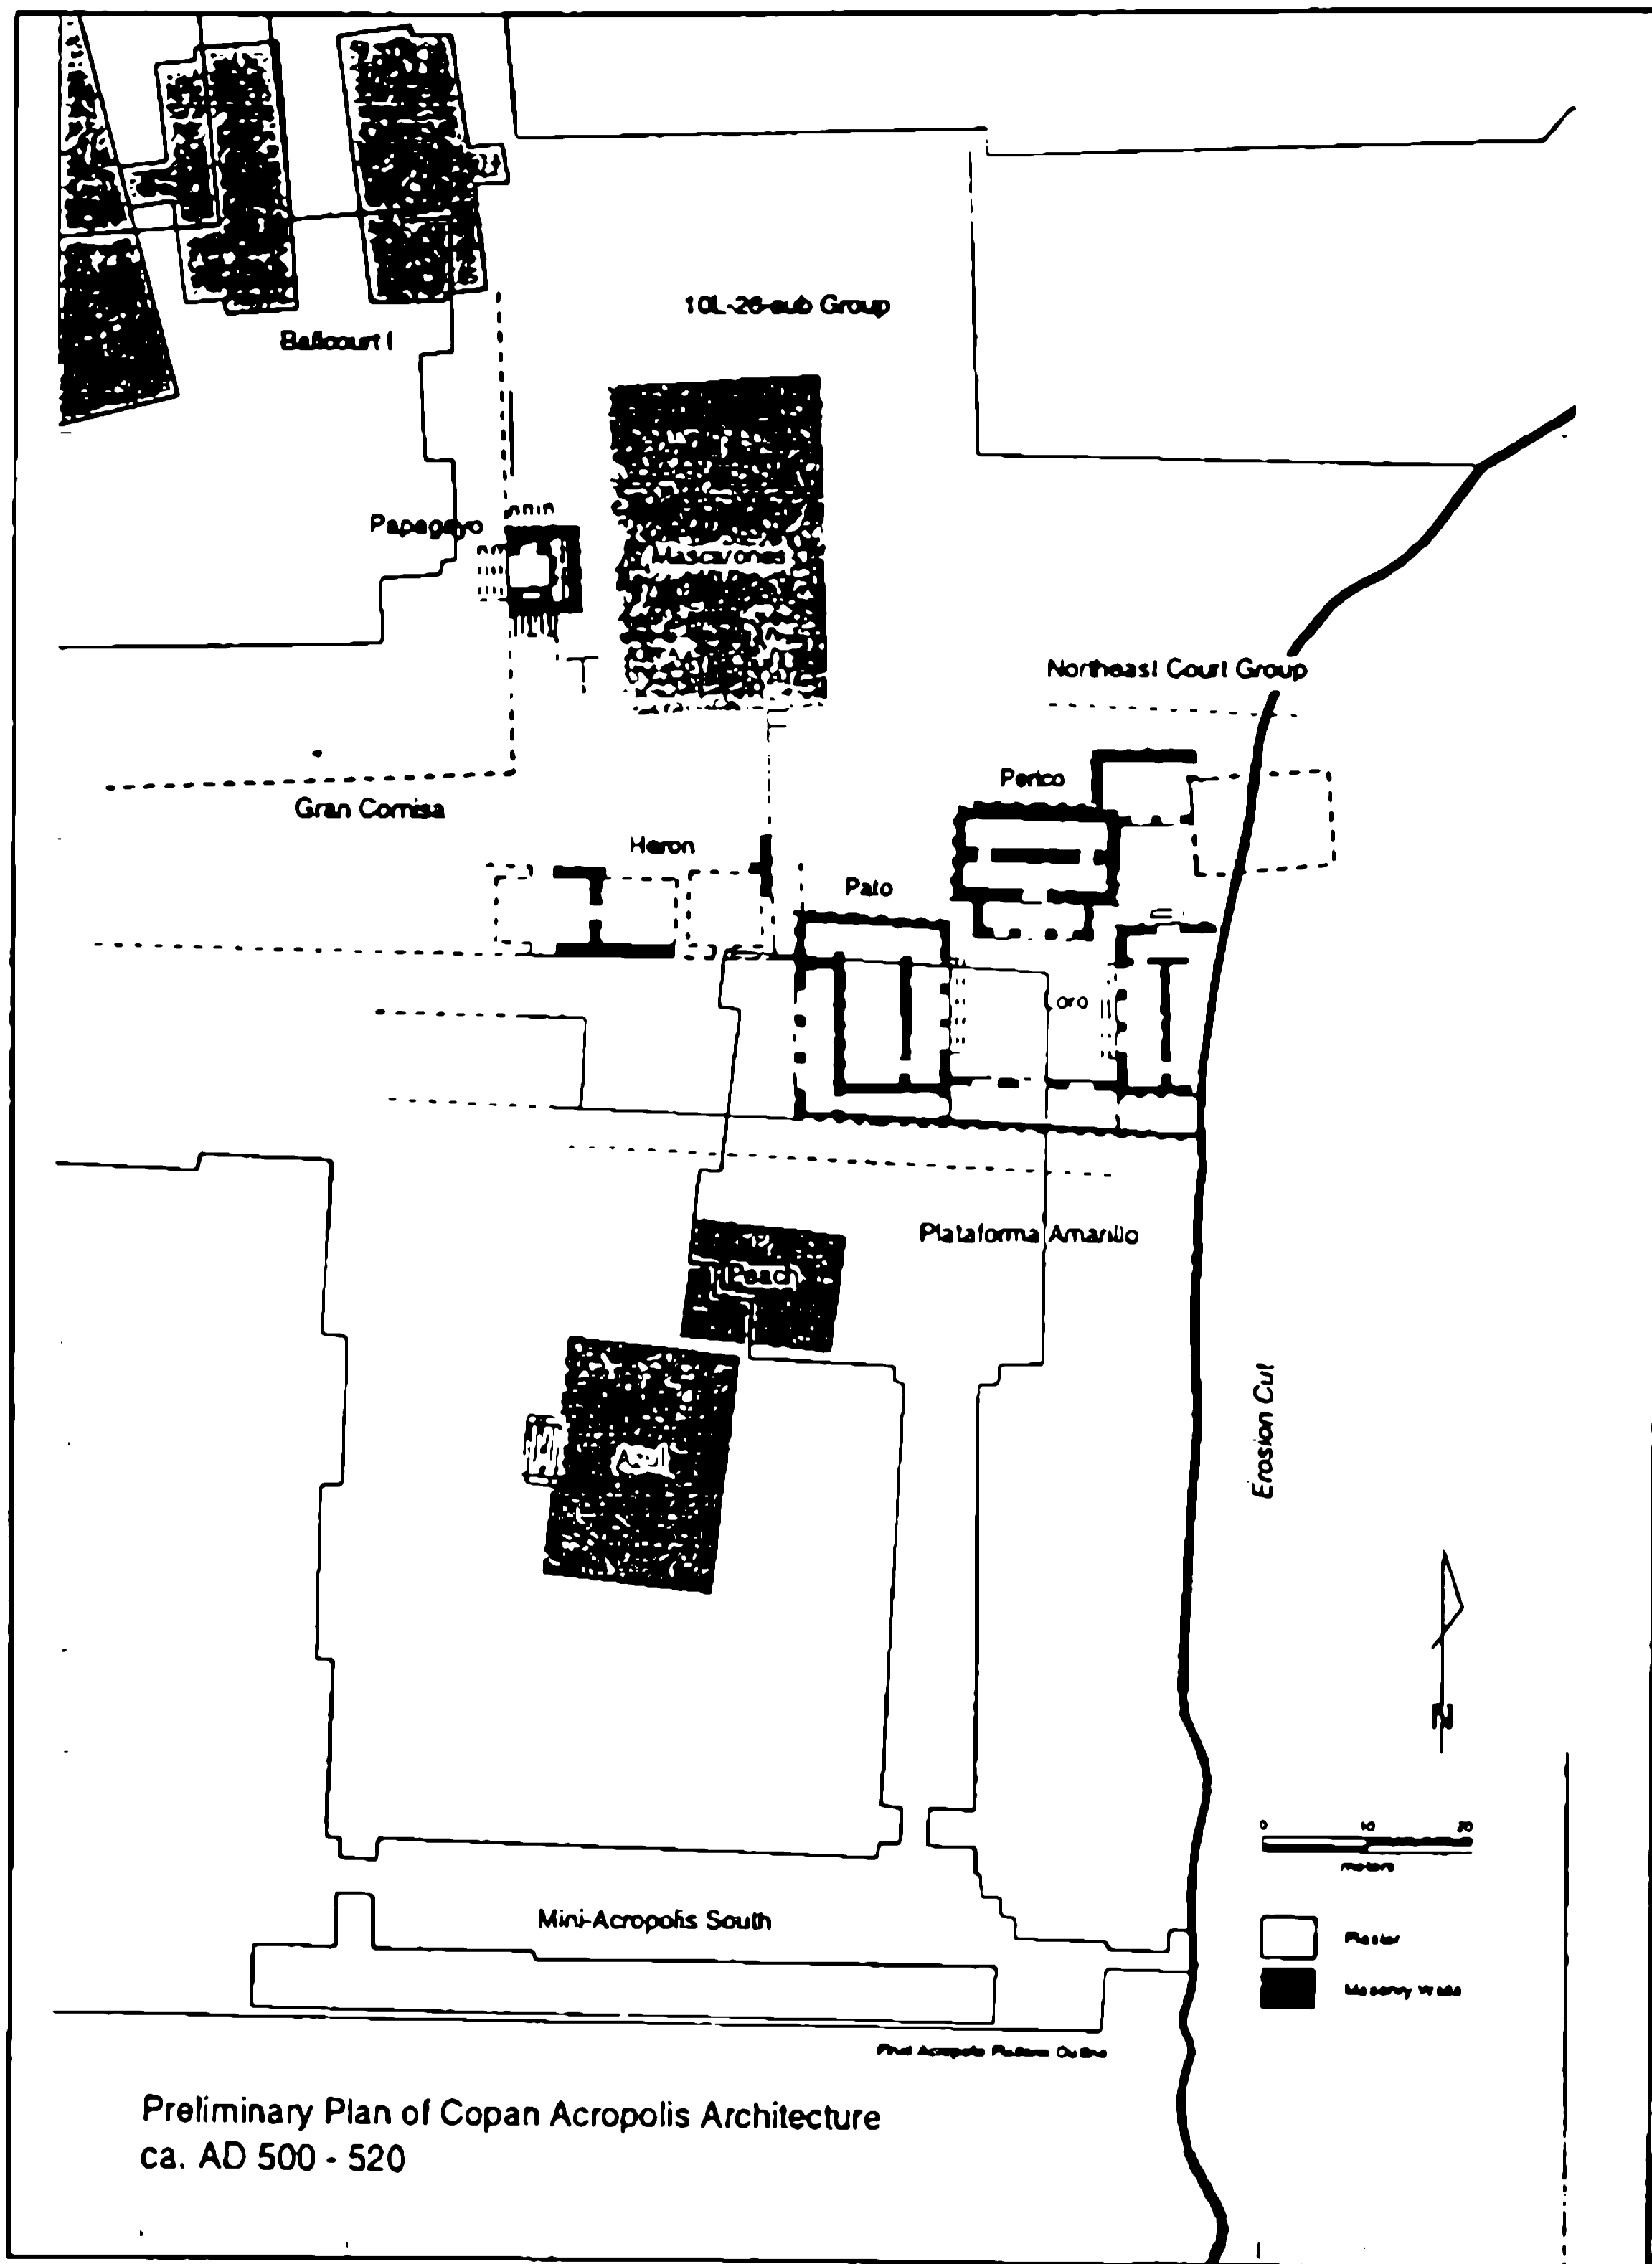 10L-26-sub Group
Ballcourt I
Papagayo
Mascarones
Northeast Court Group
Perico
Gran Cornisa
Heron
Pato
oro
Plataforma Amarillo
Peach
Azul
Erosion Cut
N
0 10 20
meters
Mini-Acropolis South
Plaster
Masonry Walls
Final Acropolis Platform Outline
Preliminary Plan of Copan Acropolis Architecture
ca. AD 500 - 520